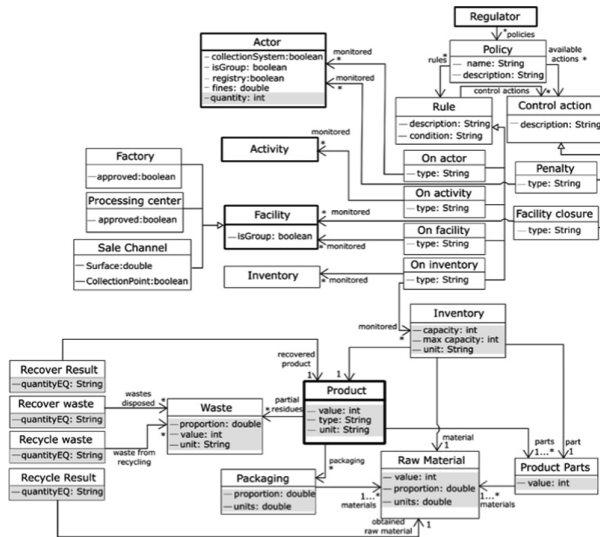 Regulator
* policies
Policy
name: String
description: String
rules *
available
actions *
control actions
*
Actor
collectionSystem:boolean
isGroup: boolean
registry:boolean
fines: double
quantity: int
monitored
*
monitored
*
Rule
description: String
condition: String
Control action
description: String
monitored
*
Activity
On actor
type: String
Penalty
type: String
Factory
approved:boolean
On activity
type: String
Processing center
approved:boolean
Facility
isGroup: boolean
monitored
*
monitored
*
Facility closure
type: String
On facility
type: String
Sale Channel
Surface:double
CollectionPoint:boolean
Inventory
* monitored
On inventory
type: String
monitored
*
Inventory
capacity: int
max capacity: int
unit: String
Recover Result
quantityEQ: String
recovered
product
1
1
Recover waste
quantityEQ: String
wastes
disposed
*
Waste
proportion: double
value: int
unit: String
*
* partial
residues
Product
value: int
type: String
unit: String
Recycle waste
quantityEQ: String
waste from
recycling
Recycle Result
quantityEQ: String
packaging
*
Packaging
proportion: double
units: double
material
1
parts
1...*
part
1
Raw Material
value: int
proportion: double
units: double
Product Parts
value: int
1...*
materials
1...*
materials
obtained
raw material
1